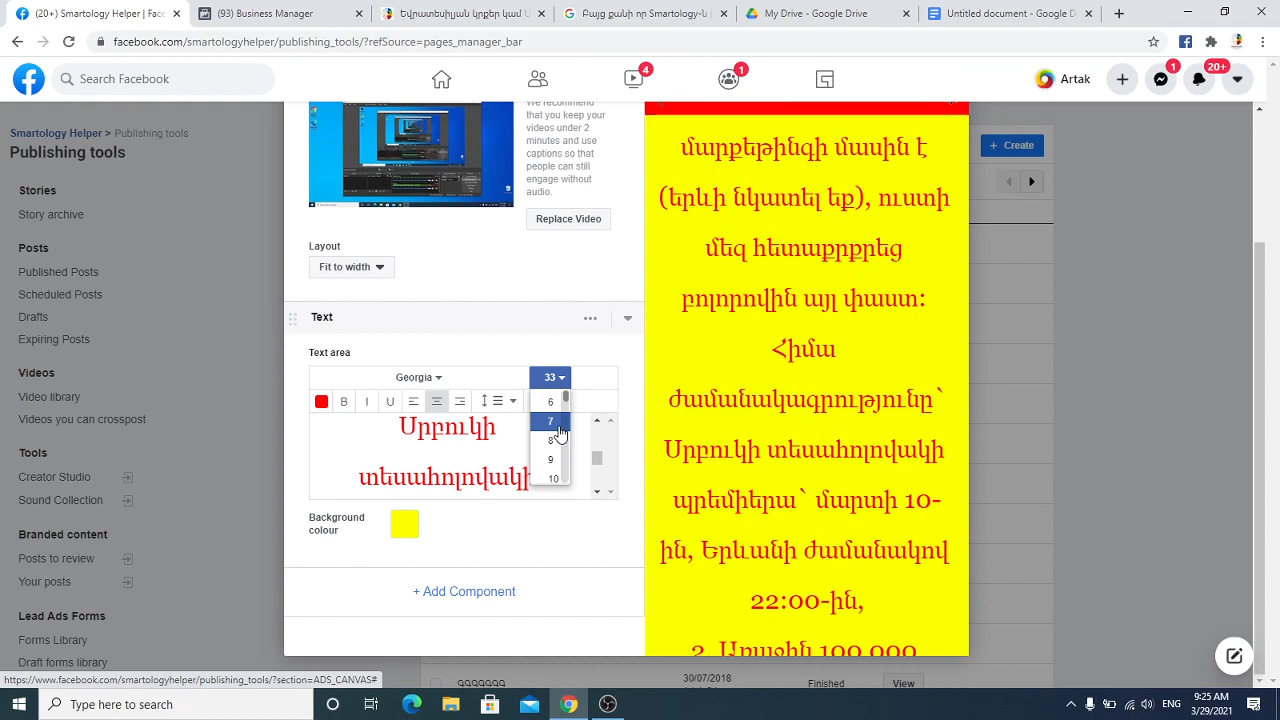 (20+) Smartology Helper | Face
(93) Business Manager
My Drive - Google Drive
Untitled document - Google D
facebook.com/smartologyhelper/publishing_tools/?refSource=pages_manager_bar
Search Facebook
4
1
Artak
1
20+
Smartology Helper > Publishing tools
Publishing tools
Stories
Story archive
Posts
Published Posts
Scheduled Posts
Drafts
Expiring Posts
Videos
Video library
Videos you can crosspost
Tools
Creator Studio
Sound Collection
Branded content
Posts to review
Your posts
Lead Ads Forms
Forms Library
Draft forms library
We recommend
that you keep your
videos under 2
minutes and use
captions so that
people can still
engage without
audio.
Replace Video
Layout
Fit to width
Text
Text area
Georgia
33
B I U
6
7
8
9
10
Սրբուկի
տեսահոլովակի
Background
colour
+ Add Component
մարքեթինգի մասին է
(երևի նկատել եք), ուստի
մեզ հետաքրքրեց
բոլորովին այլ փաստ:
Հիմա
ժամանակագրությունը՝
Սրբուկի տեսահոլովակի
պրեմիերա՝ մարտի 10-
ին, Երևանի ժամանակով
22:00-ին,
2. Առաջին 100 000
+ Create
30/07/2018
Finished
View
https://www.facebook.com/smartologyhelper/publishing_tools/?section=ADS_CANVAS#
Type here to search
ENG
9:25 AM
3/29/2021